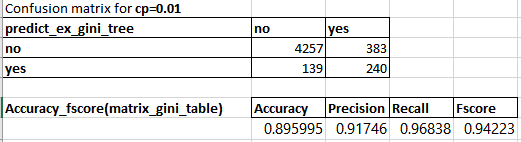 Confusion matrix for cp=0.01
predict_ex_gini_tree no yes
no 4257 383
yes 139 240
Accuracy_fscore(matrix_gini_table) Accuracy Precision Recall Fscore
0.895995 0.91746 0.96838 0.94223